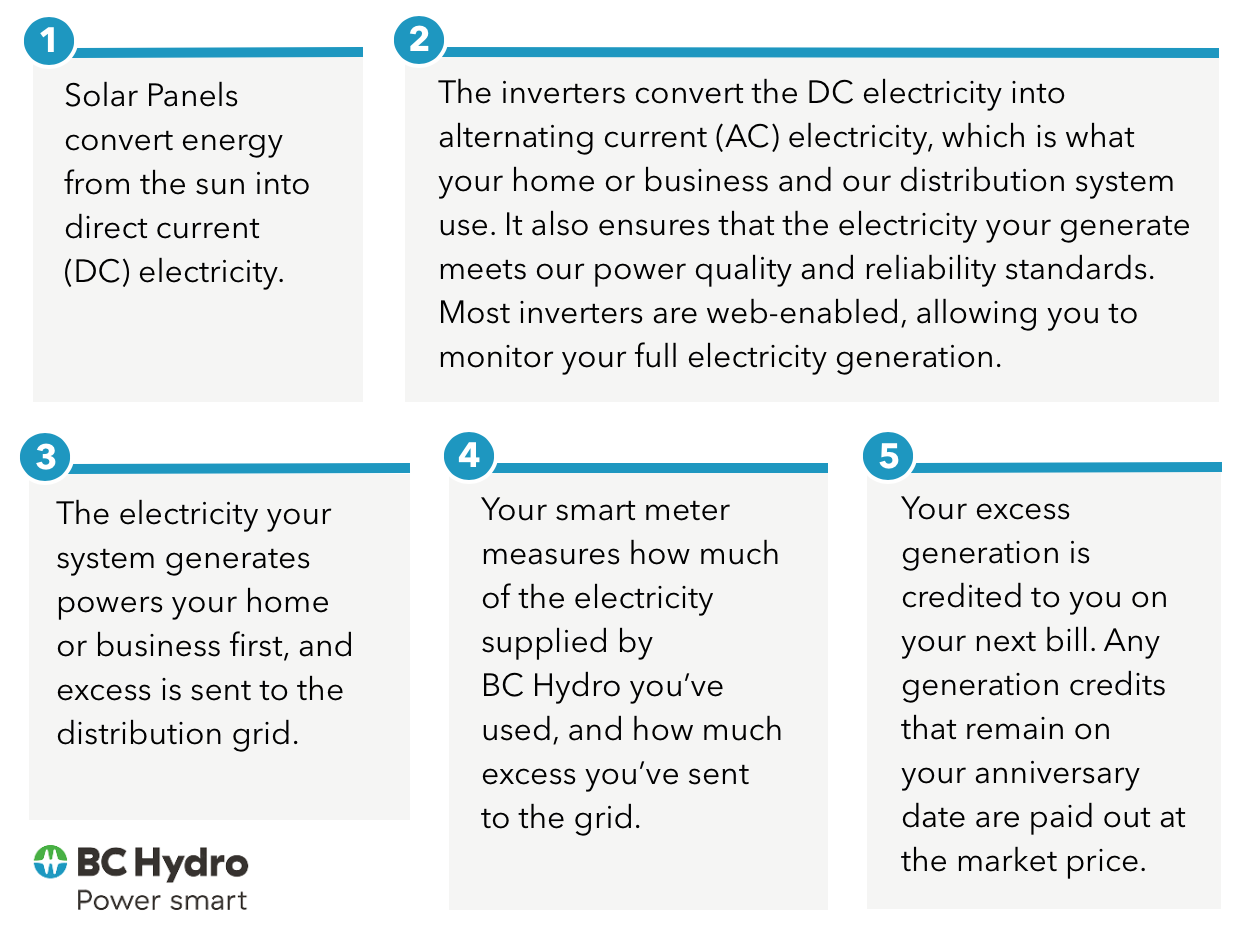 1
Solar Panels
convert energy
from the sun into
direct current
(DC) electricity.
2
The inverters convert the DC electricity into
alternating current (AC) electricity, which is what
your home or business and our distribution system
use. It also ensures that the electricity your generate
meets our power quality and reliability standards.
Most inverters are web-enabled, allowing you to
monitor your full electricity generation.
3
The electricity your
system generates
powers your home
or business first, and
excess is sent to the
distribution grid.
4
Your smart meter
measures how much
of the electricity
supplied by
BC Hydro you’ve
used, and how much
excess you’ve sent
to the grid.
5
Your excess
generation is
credited to you on
your next bill. Any
generation credits
that remain on
your anniversary
date are paid out at
the market price.
BC Hydro
Power smart